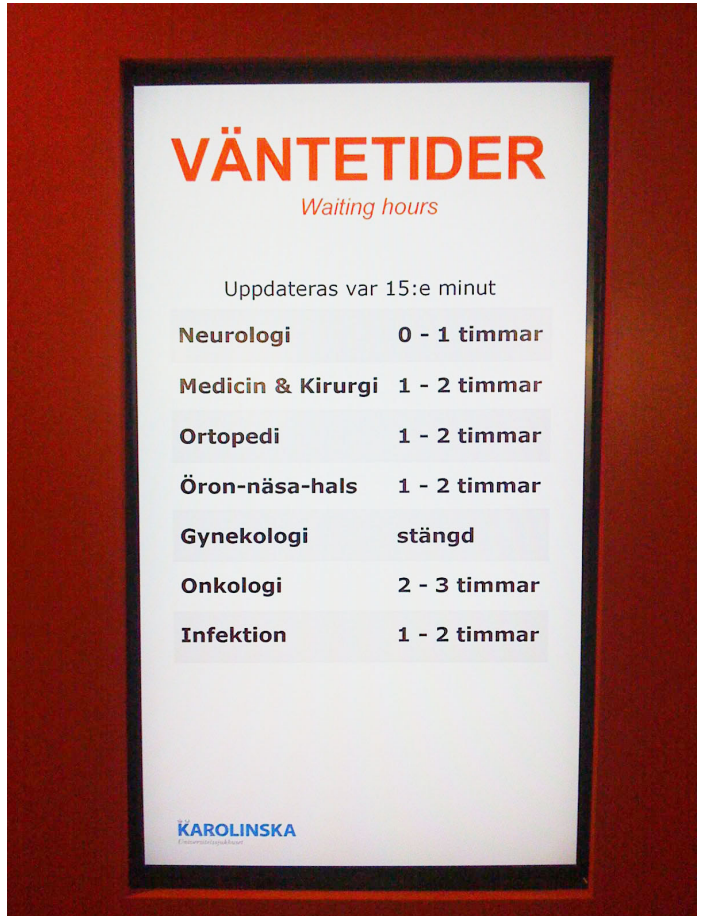 VÄNTETIDER
Waiting hours
Uppdateras var 15:e minut
Neurologi 0 - 1 timmar
Medicin & Kirurgi 1 - 2 timmar
Ortopedi 1 - 2 timmar
Öron-näsa-hals 1 - 2 timmar
Gynekologi stängd
Onkologi 2 - 3 timmar
Infektion 1 - 2 timmar
KAROLINSKA
Universitetssjukhuset